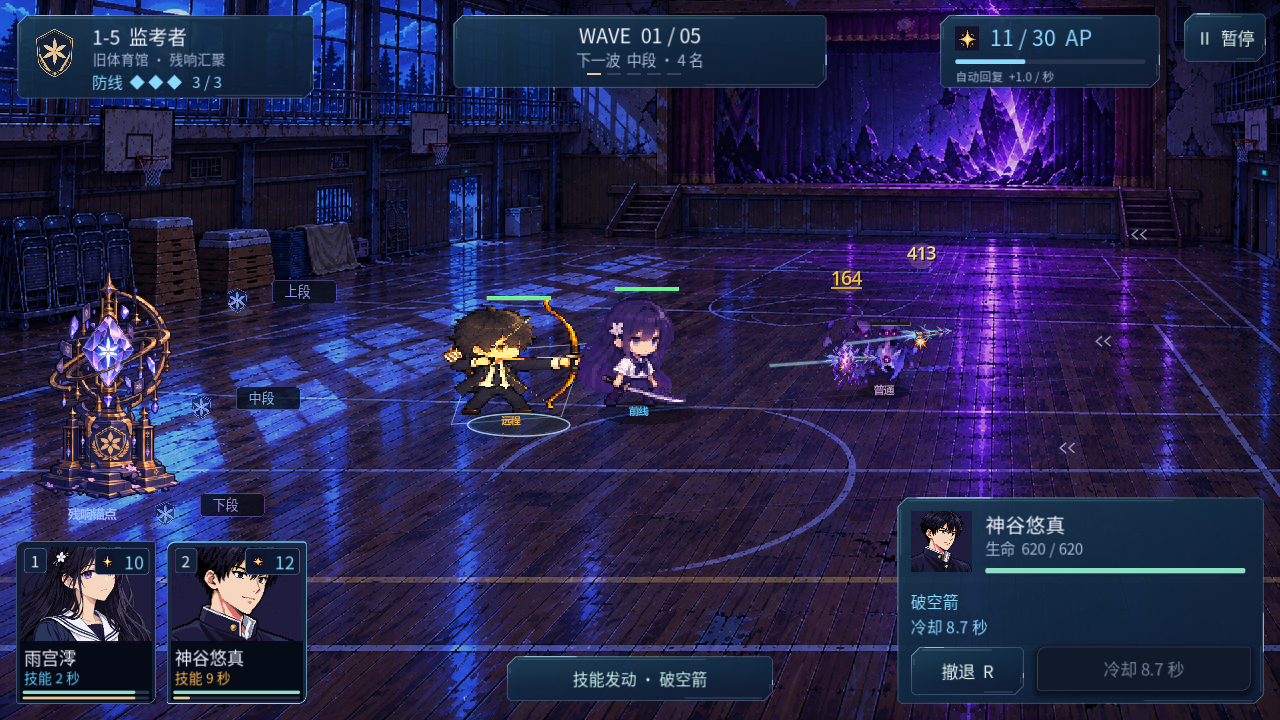 1-5 监考者
旧体育馆 · 残响汇聚
防线 ◆◆◆ 3 / 3
WAVE 01 / 05
下一波 中段 · 4 名
11 / 30 AP
自动回复 +1.0 / 秒
II 暂停
413
164
上段
中段
下段
远程
前线
普通
残响锚点
1
10
雨宫澪
技能 2 秒
2
12
神谷悠真
技能 9 秒
技能发动 · 破空箭
神谷悠真
生命 620 / 620
破空箭
冷却 8.7 秒
撤退 R
冷却 8.7 秒